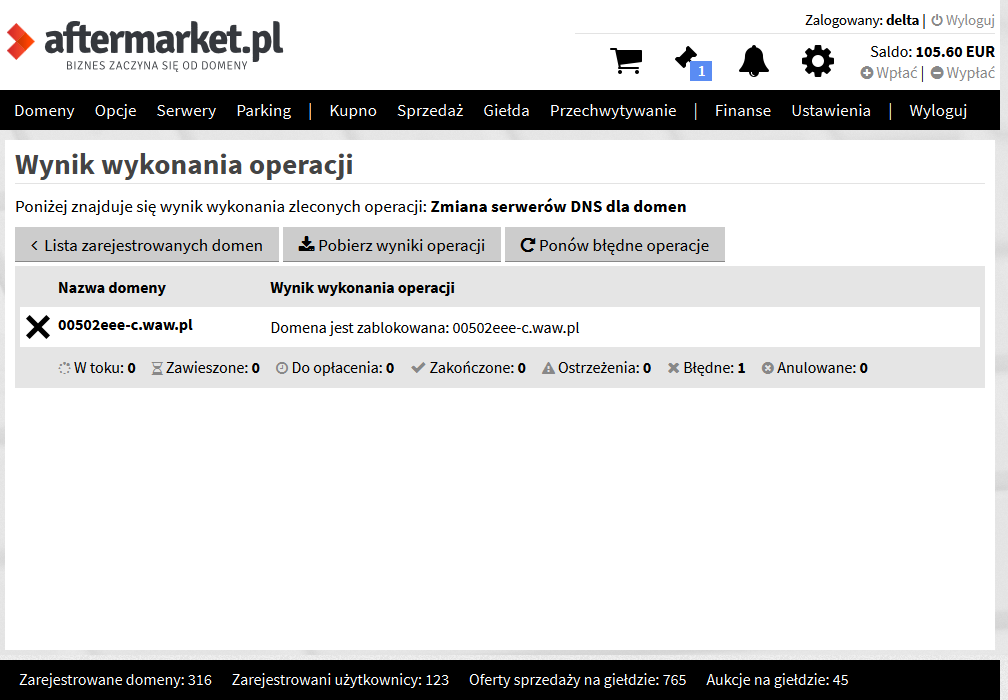 aftermarket.pl
BIZNES ZACZYNA SIĘ OD DOMENY
Zalogowany: delta | Wyloguj
1
Saldo: 105.60 EUR
Wpłać | Wypłać
Domeny Opcje Serwery Parking | Kupno Sprzedaż Giełda Przechwytywanie | Finanse Ustawienia | Wyloguj
Wynik wykonania operacji
Poniżej znajduje się wynik wykonania zleconych operacji: Zmiana serwerów DNS dla domen
Lista zarejestrowanych domen Pobierz wyniki operacji Ponów błędne operacje
Nazwa domeny Wynik wykonania operacji
00502eee-c.waw.pl Domena jest zablokowana: 00502eee-c.waw.pl
W toku: 0 Zawieszone: 0 Do opłacenia: 0 Zakończone: 0 Ostrzeżenia: 0 Błędne: 1 Anulowane: 0
Zarejestrowane domeny: 316 Zarejestrowani użytkownicy: 123 Oferty sprzedaży na giełdzie: 765 Aukcje na giełdzie: 45